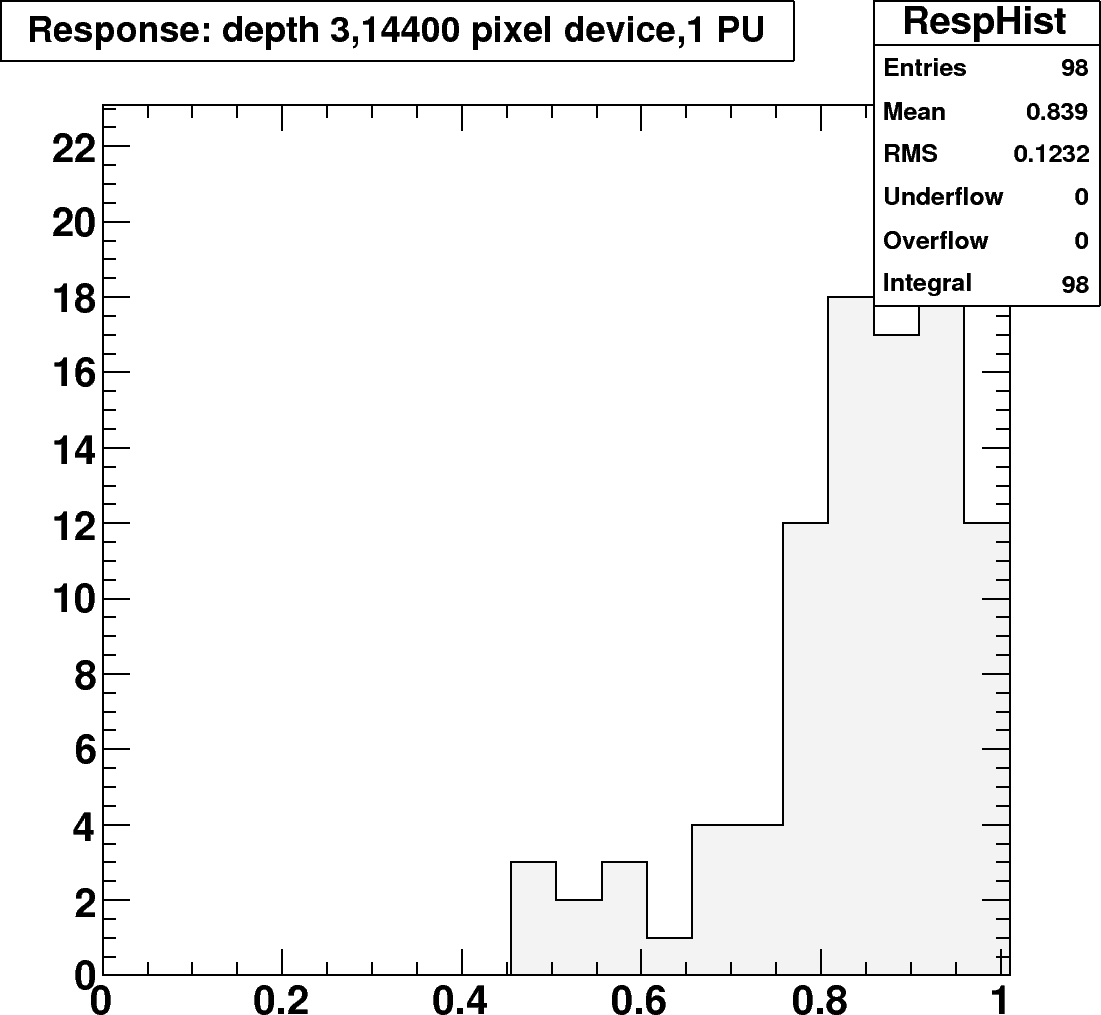 Response: depth 3,14400 pixel device,1 PU
RespHist
Entries 98
Mean 0.839
RMS 0.1232
Underflow 0
Overflow 0
Integral 98
22
20
18
16
14
12
10
8
6
4
2
0
0 0.2 0.4 0.6 0.8 1